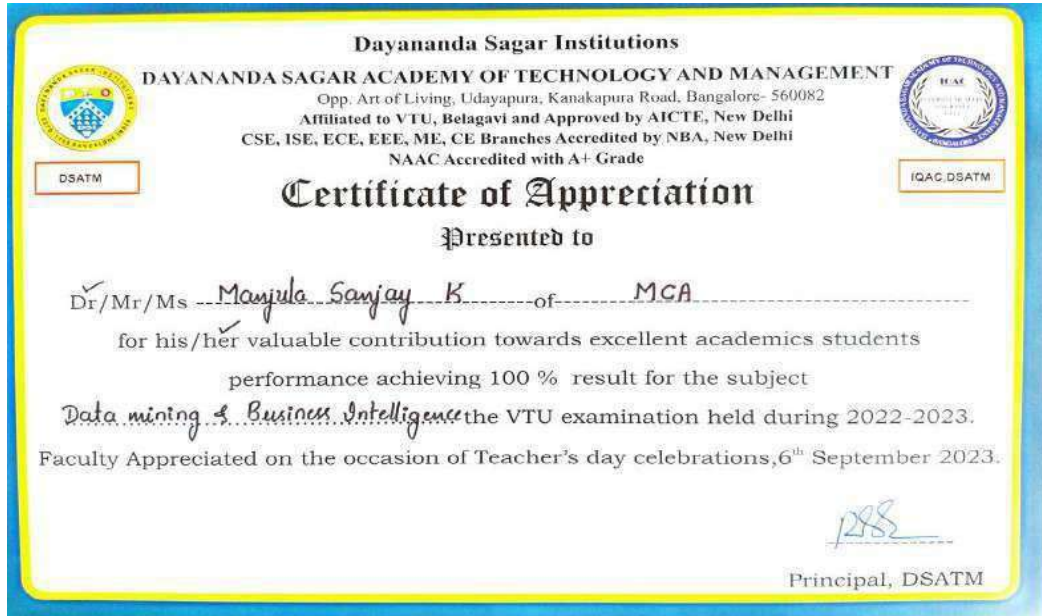 Dayananda Sagar Institutions
DAYANANDA SAGAR ACADEMY OF TECHNOLOGY AND MANAGEMENT
Opp. Art of Living, Udayapura, Kanakapura Road, Bangalore- 560082
Affiliated to VTU, Belagavi and Approved by AICTE, New Delhi
CSE, ISE, ECE, EEE, ME, CE Branches Accredited by NBA, New Delhi
NAAC Accredited with A+ Grade
DSATM
IQAC,DSATM
Certificate of Appreciation
Presented to
Dr/Mr/Ms Manjula Sanjay K of MCA
for his/her valuable contribution towards excellent academics students
performance achieving 100 % result for the subject
Data mining & Business Intelligence the VTU examination held during 2022-2023.
Faculty Appreciated on the occasion of Teacher's day celebrations,6th September 2023.
Principal, DSATM